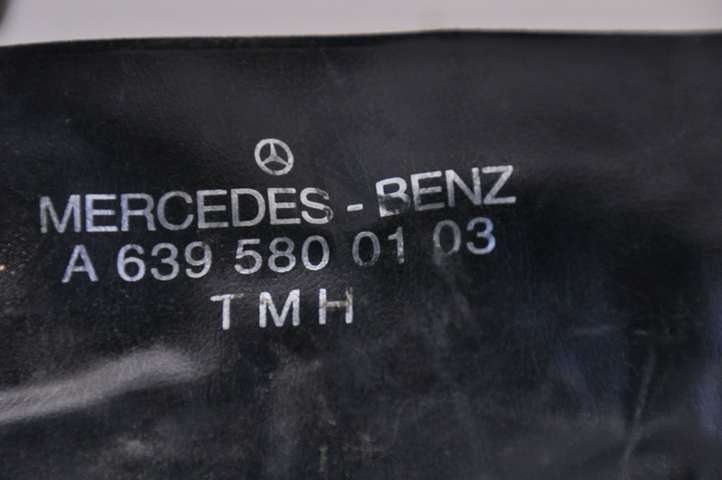 MERCEDES - BENZ
A 639 580 01 03
TMH